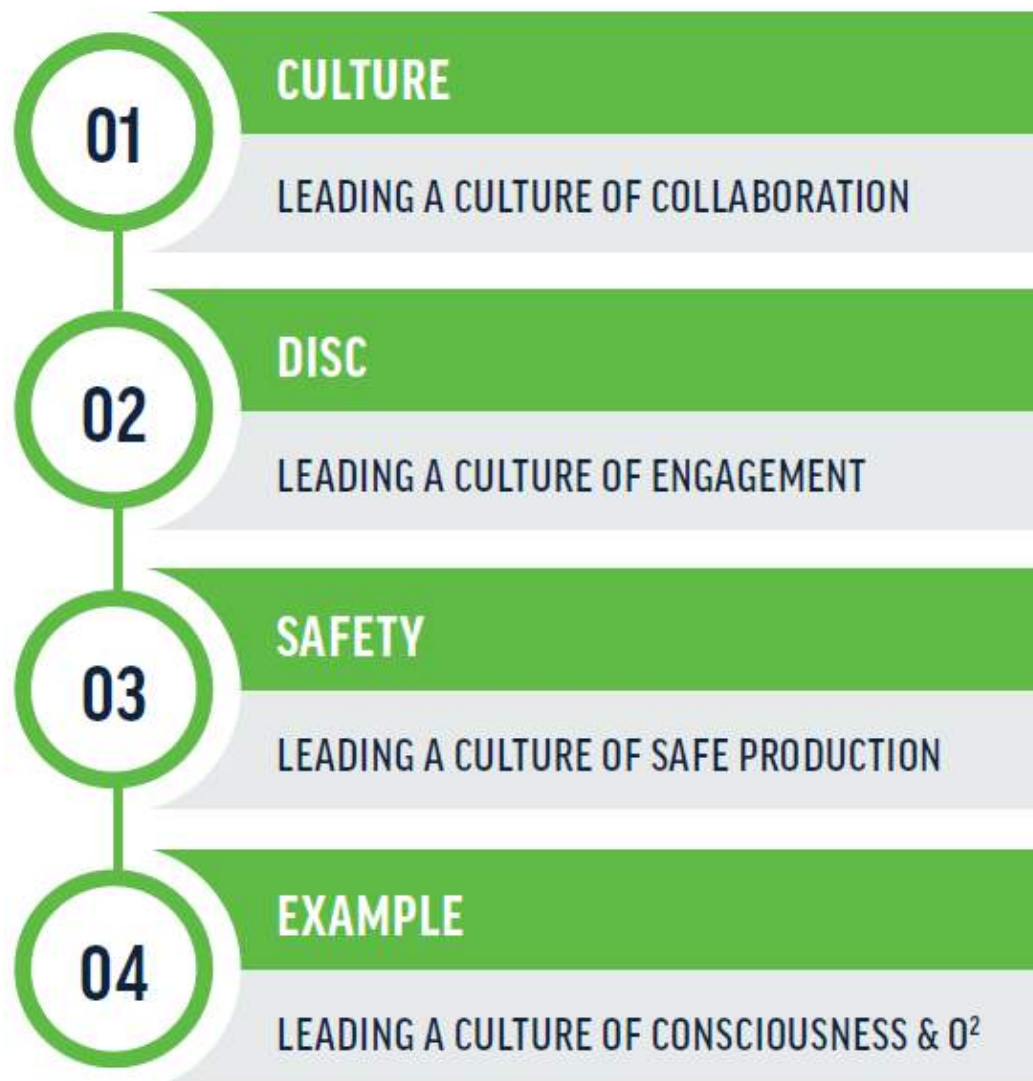 01
CULTURE
LEADING A CULTURE OF COLLABORATION
02
DISC
LEADING A CULTURE OF ENGAGEMENT
03
SAFETY
LEADING A CULTURE OF SAFE PRODUCTION
04
EXAMPLE
LEADING A CULTURE OF CONSCIOUSNESS & O²